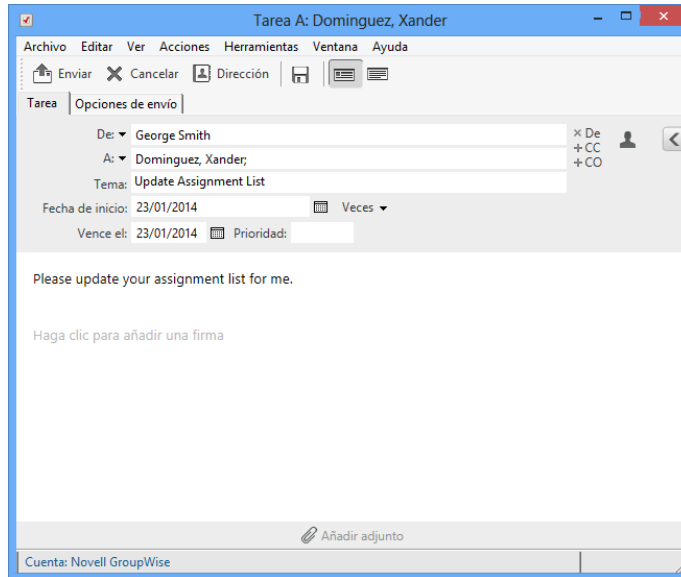 Tarea A: Dominguez, Xander
Archivo Editar Ver Acciones Herramientas Ventana Ayuda
Enviar Cancelar Dirección
Tarea Opciones de envío
De: George Smith × De
A: Dominguez, Xander; +CC
+CO
Tema: Update Assignment List
Fecha de inicio: 23/01/2014 Veces
Vence el: 23/01/2014 Prioridad:
Please update your assignment list for me.
Haga clic para añadir una firma
Añadir adjunto
Cuenta: Novell GroupWise